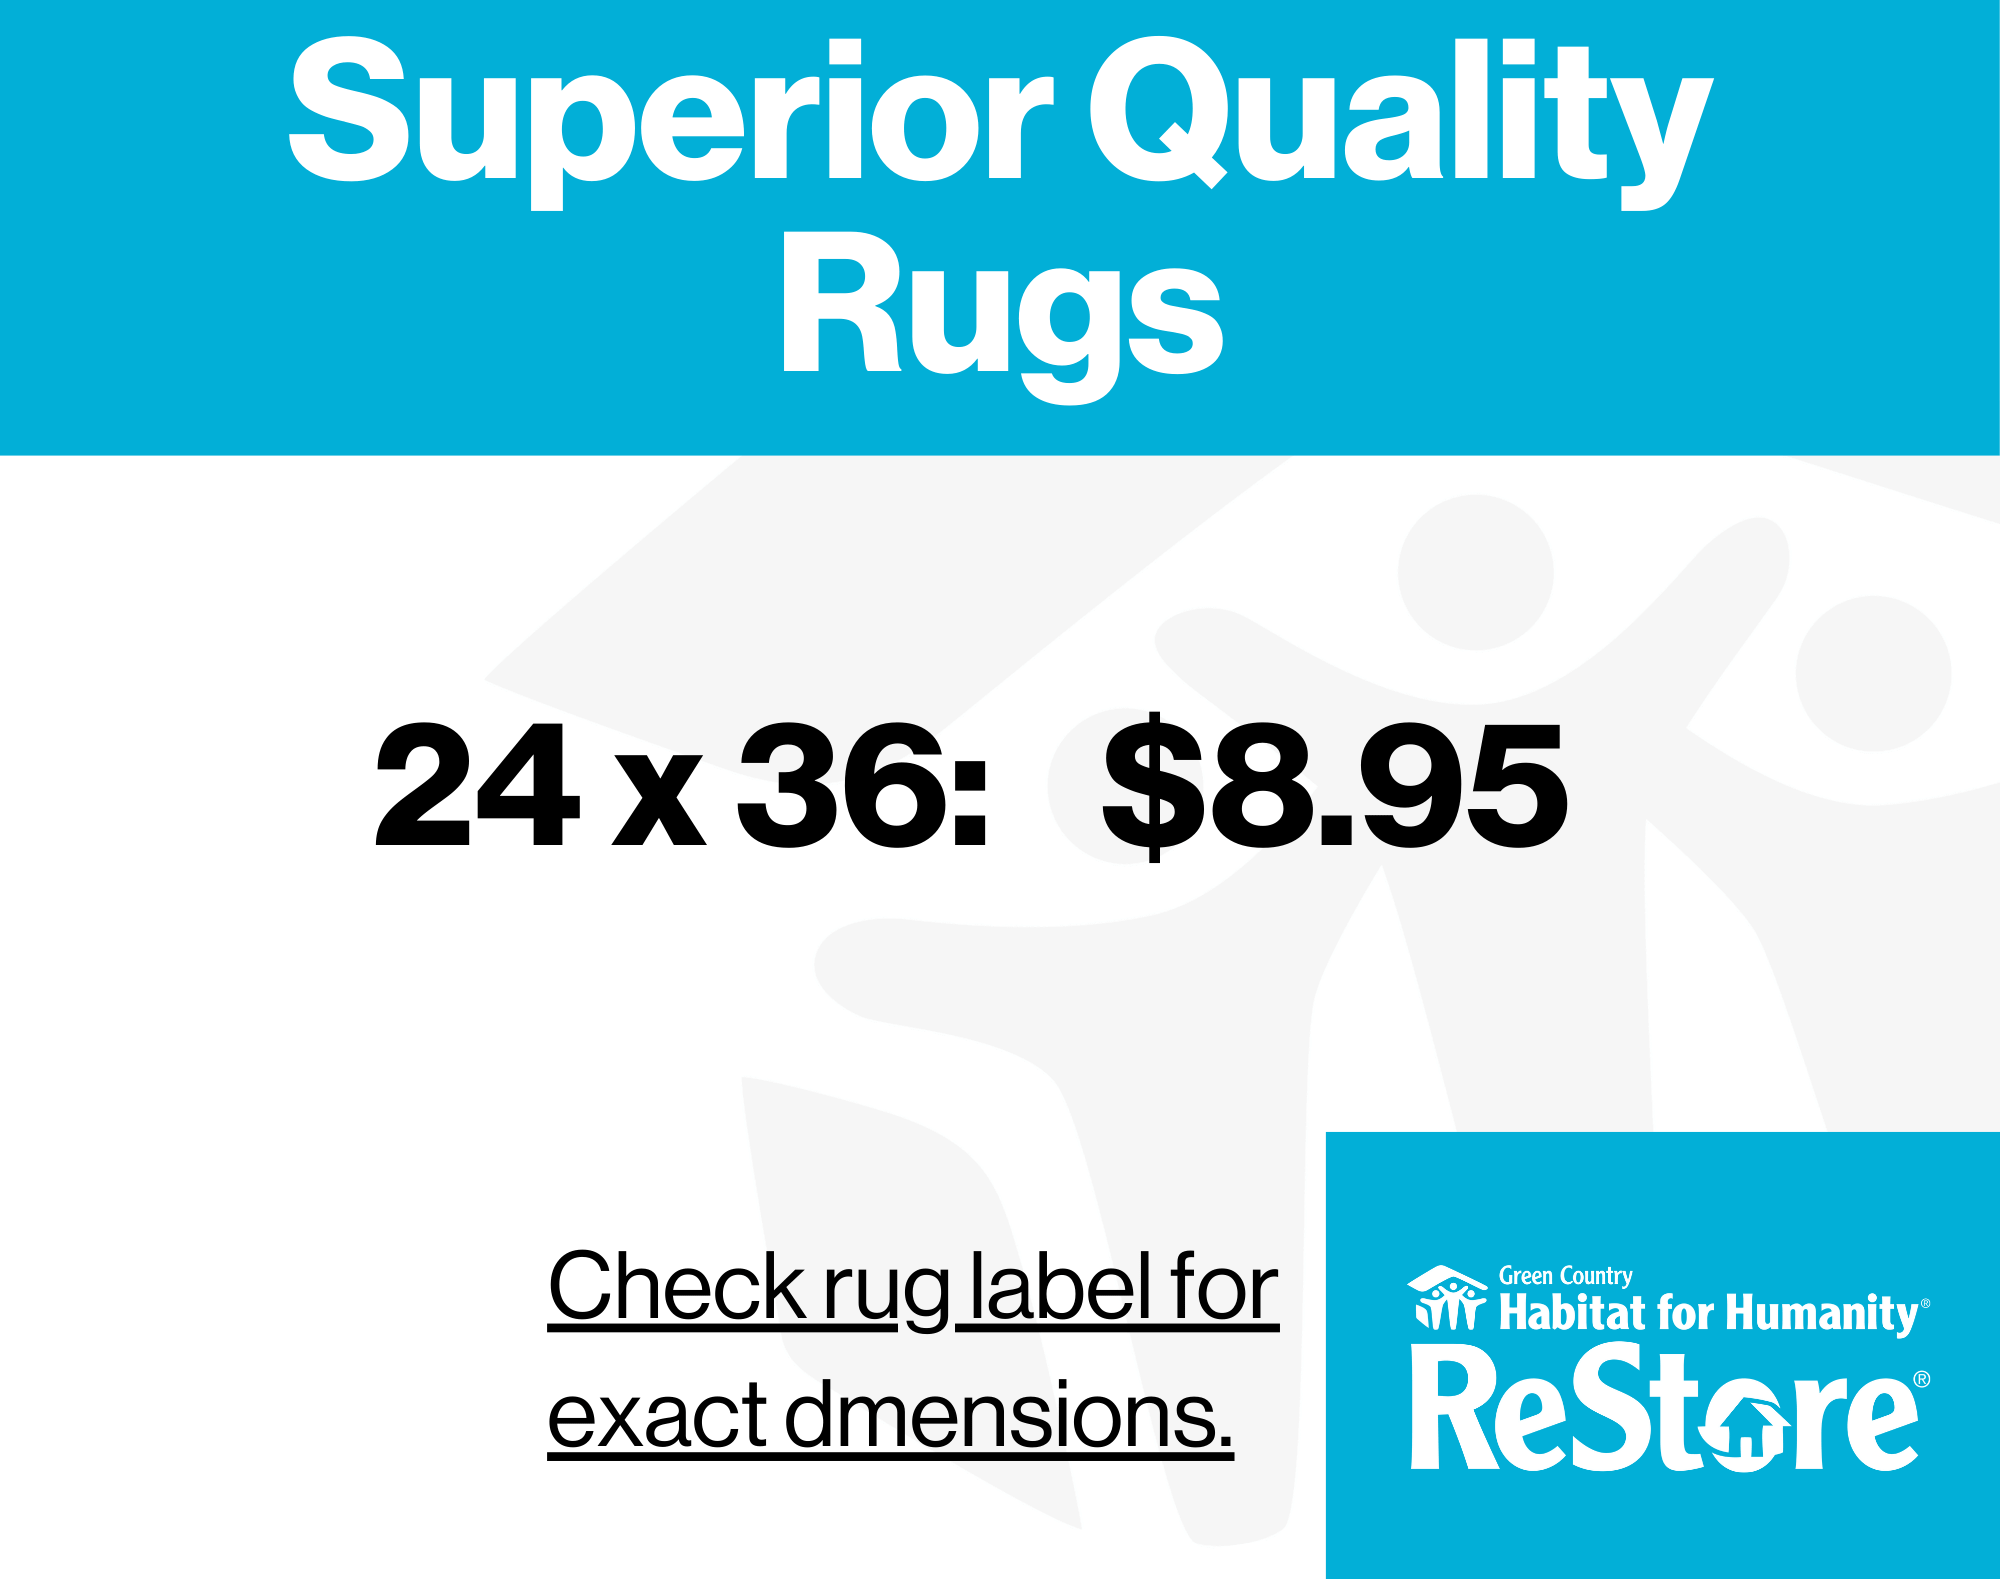 Superior Quality
Rugs
24 x 36: $8.95
Check rug label for
exact dmensions.
Green Country
Habitat for Humanity®
ReStore®